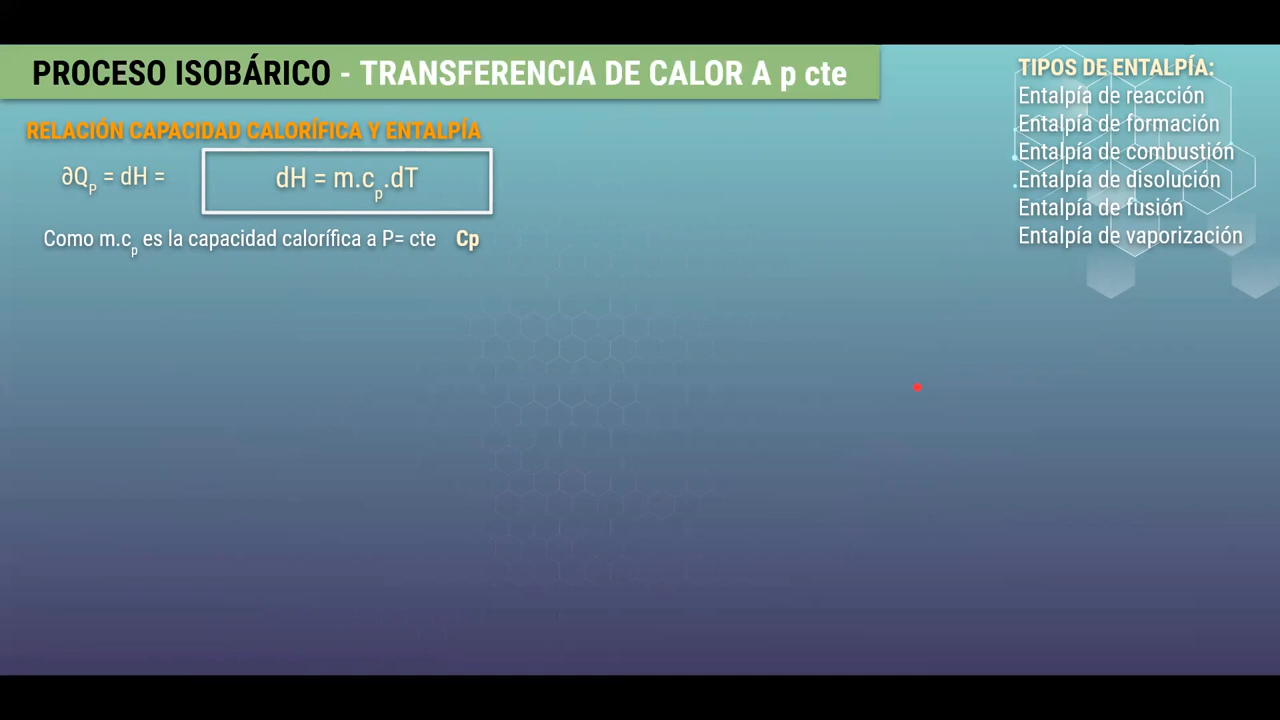 PROCESO ISOBÁRICO - TRANSFERENCIA DE CALOR A p cte
RELACIÓN CAPACIDAD CALORÍFICA Y ENTALPÍA
∂Qₚ = dH = dH = m.cₚ.dT
Como m.cₚ es la capacidad calorífica a P= cte Cp
TIPOS DE ENTALPÍA:
Entalpía de reacción
Entalpía de formación
Entalpía de combustión
Entalpía de disolución
Entalpía de fusión
Entalpía de vaporización